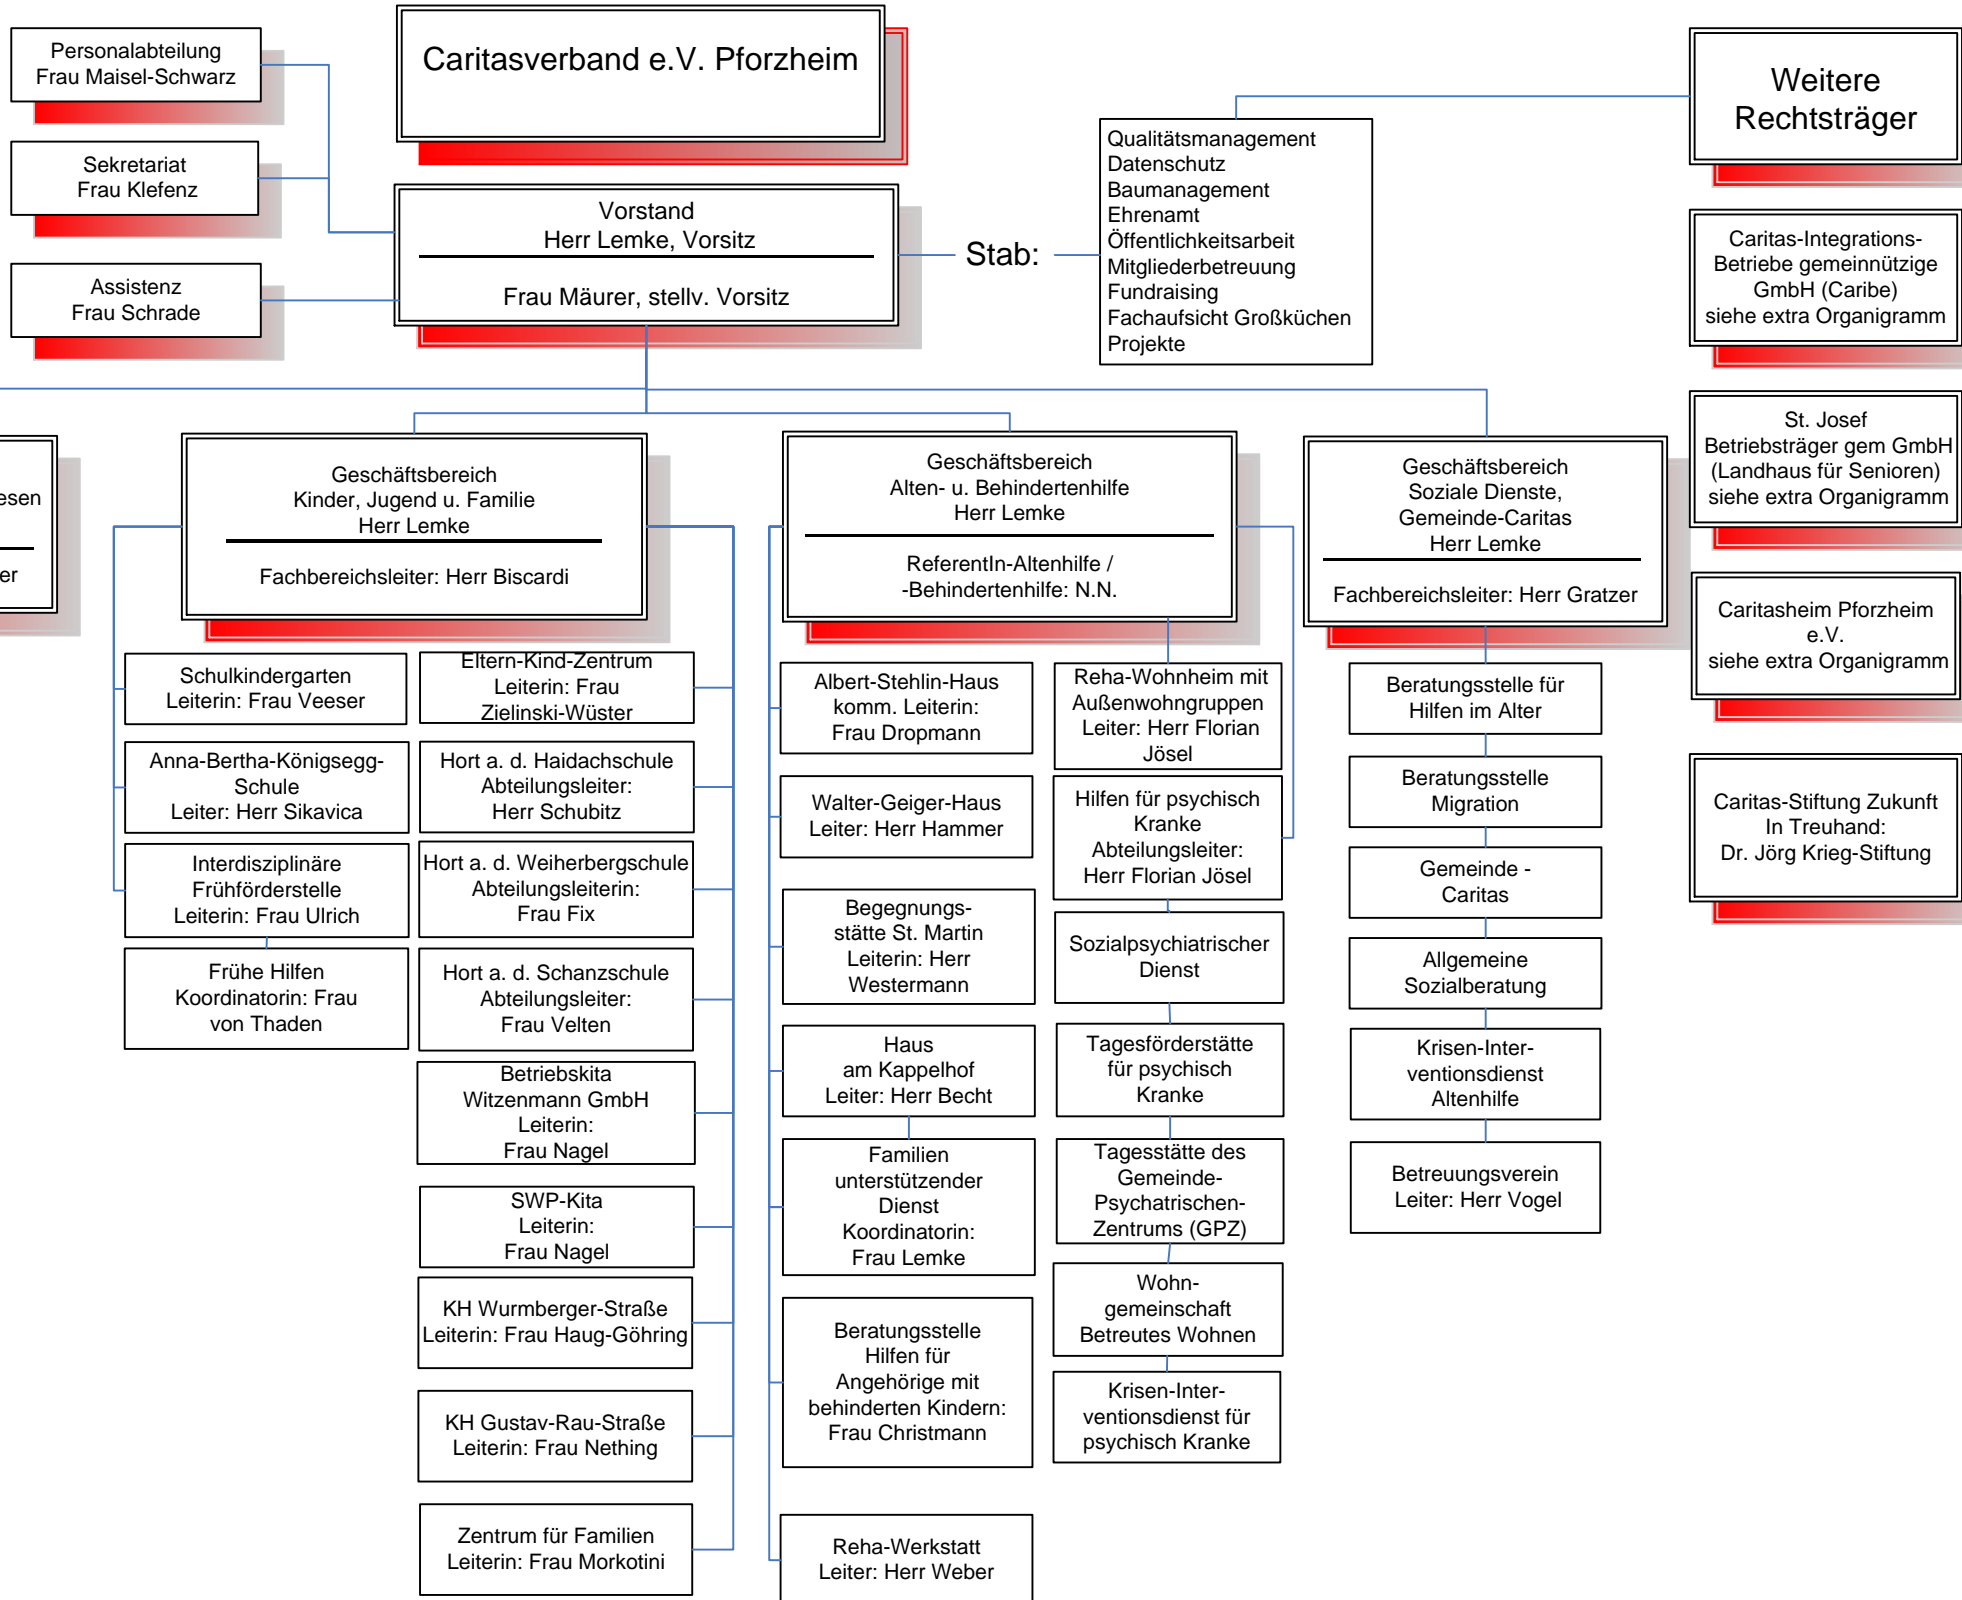 Personalabteilung
Frau Maisel-Schwarz
Sekretariat
Frau Klefenz
Assistenz
Frau Schrade
Caritasverband e.V. Pforzheim
Vorstand
Herr Lemke, Vorsitz
Frau Mäurer, stellv. Vorsitz
Stab:
Qualitätsmanagement
Datenschutz
Baumanagement
Ehrenamt
Öffentlichkeitsarbeit
Mitgliederbetreuung
Fundraising
Fachaufsicht Großküchen
Projekte
Weitere
Rechtsträger
Caritas-Integrations-
Betriebe gemeinnützige
GmbH (Caribe)
siehe extra Organigramm
St. Josef
Betriebsträger gem GmbH
(Landhaus für Senioren)
siehe extra Organigramm
Caritasheim Pforzheim
e.V.
siehe extra Organigramm
Caritas-Stiftung Zukunft
In Treuhand:
Dr. Jörg Krieg-Stiftung
esen
er
Geschäftsbereich
Kinder, Jugend u. Familie
Herr Lemke
Fachbereichsleiter: Herr Biscardi
Schulkindergarten
Leiterin: Frau Veeser
Anna-Bertha-Königsegg-
Schule
Leiter: Herr Sikavica
Interdisziplinäre
Frühförderstelle
Leiterin: Frau Ulrich
Frühe Hilfen
Koordinatorin: Frau
von Thaden
Eltern-Kind-Zentrum
Leiterin: Frau
Zielinski-Wüster
Hort a. d. Haidachschule
Abteilungsleiter:
Herr Schubitz
Hort a. d. Weiherbergschule
Abteilungsleiterin:
Frau Fix
Hort a. d. Schanzschule
Abteilungsleiter:
Frau Velten
Betriebskita
Witzenmann GmbH
Leiterin:
Frau Nagel
SWP-Kita
Leiterin:
Frau Nagel
KH Wurmberger-Straße
Leiterin: Frau Haug-Göhring
KH Gustav-Rau-Straße
Leiterin: Frau Nething
Zentrum für Familien
Leiterin: Frau Morkotini
Geschäftsbereich
Alten- u. Behindertenhilfe
Herr Lemke
ReferentIn-Altenhilfe /
-Behindertenhilfe: N.N.
Albert-Stehlin-Haus
komm. Leiterin:
Frau Dropmann
Walter-Geiger-Haus
Leiter: Herr Hammer
Begegnungs-
stätte St. Martin
Leiterin: Herr
Westermann
Haus
am Kappelhof
Leiter: Herr Becht
Familien
unterstützender
Dienst
Koordinatorin:
Frau Lemke
Beratungsstelle
Hilfen für
Angehörige mit
behinderten Kindern:
Frau Christmann
Reha-Werkstatt
Leiter: Herr Weber
Reha-Wohnheim mit
Außenwohngruppen
Leiter: Herr Florian
Jösel
Hilfen für psychisch
Kranke
Abteilungsleiter:
Herr Florian Jösel
Sozialpsychiatrischer
Dienst
Tagesförderstätte
für psychisch
Kranke
Tagesstätte des
Gemeinde-
Psychatrischen-
Zentrums (GPZ)
Wohn-
gemeinschaft
Betreutes Wohnen
Krisen-Inter-
ventionsdienst für
psychisch Kranke
Geschäftsbereich
Soziale Dienste,
Gemeinde-Caritas
Herr Lemke
Fachbereichsleiter: Herr Gratzer
Beratungsstelle für
Hilfen im Alter
Beratungsstelle
Migration
Gemeinde -
Caritas
Allgemeine
Sozialberatung
Krisen-Inter-
ventionsdienst
Altenhilfe
Betreuungsverein
Leiter: Herr Vogel